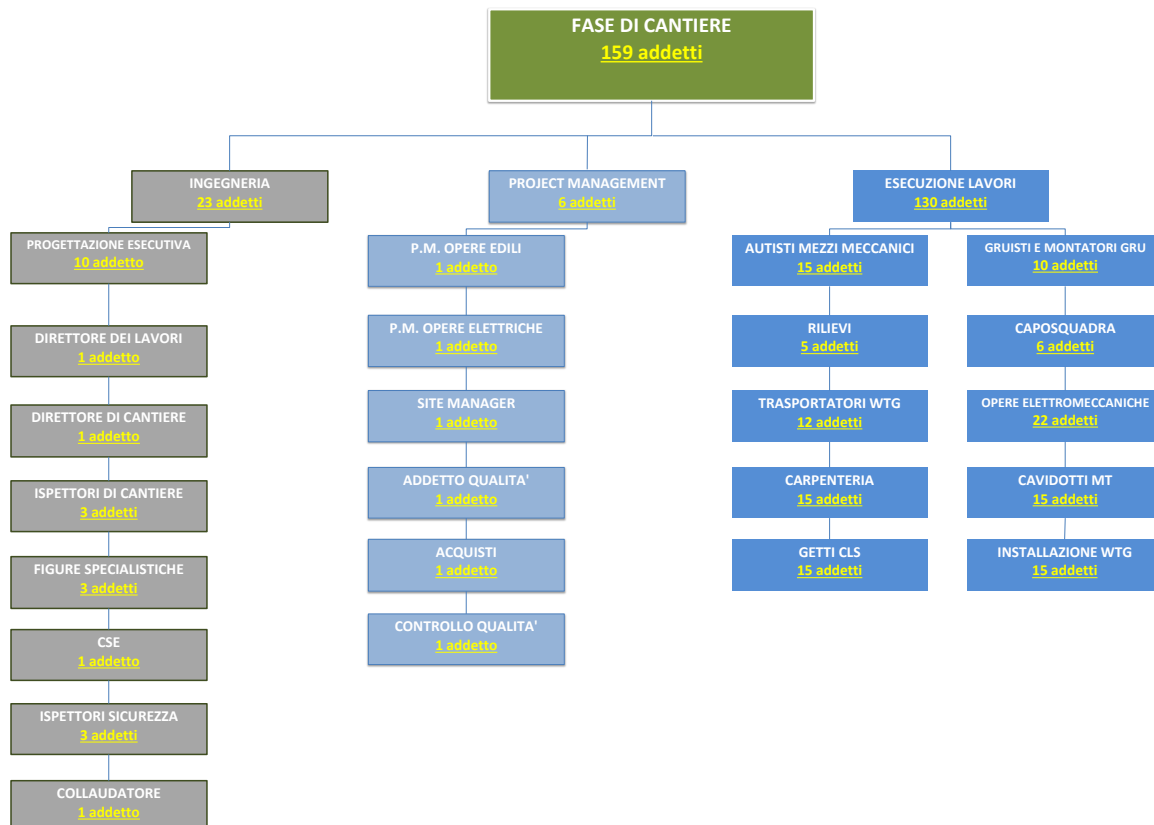 FASE DI CANTIERE
159 addetti
INGEGNERIA
23 addetti
PROJECT MANAGEMENT
6 addetti
ESECUZIONE LAVORI
130 addetti
PROGETTAZIONE ESECUTIVA
10 addetto
DIRETTORE DEI LAVORI
1 addetto
DIRETTORE DI CANTIERE
1 addetto
ISPETTORI DI CANTIERE
3 addetti
FIGURE SPECIALISTICHE
3 addetti
CSE
1 addetto
ISPETTORI SICUREZZA
3 addetti
COLLAUDATORE
1 addetto
P.M. OPERE EDILI
1 addetto
P.M. OPERE ELETTRICHE
1 addetto
SITE MANAGER
1 addetto
ADDETTO QUALITA'
1 addetto
ACQUISTI
1 addetto
CONTROLLO QUALITA'
1 addetto
AUTISTI MEZZI MECCANICI
15 addetti
RILIEVI
5 addetti
TRASPORTATORI WTG
12 addetti
CARPENTERIA
15 addetti
GETTI CLS
15 addetti
GRUISTI E MONTATORI GRU
10 addetti
CAPOSQUADRA
6 addetti
OPERE ELETTROMECCANICHE
22 addetti
CAVIDOTTI MT
15 addetti
INSTALLAZIONE WTG
15 addetti